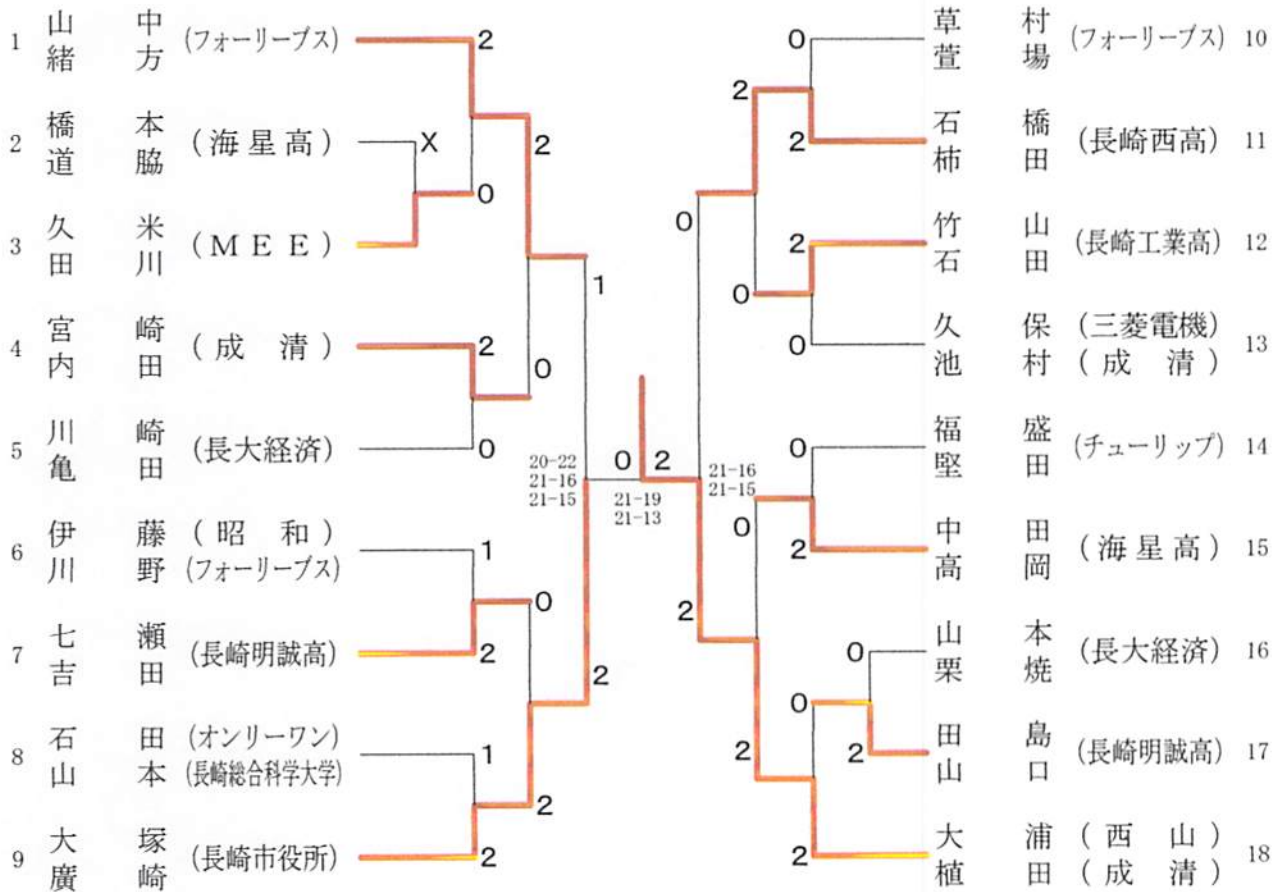 1 山中 (フォーリーブス)
緒方
2 橋本 (海星高)
道脇
3 久米 (MEE)
田川
4 宮崎 (成清)
内田
5 川崎 (長大経済)
亀田
6 伊藤 (昭和)
川野 (フォーリーブス)
7 七瀬 (長崎明誠高)
吉田
8 石田 (オンリーワン)
山本 (長崎総合科学大学)
9 大塚 (長崎市役所)
廣崎
2
X
0
2
0
2
0
1
1
2
0
1
2
2
2
20-22
21-16
21-15
0 2
21-19
21-13
21-16
21-15
0
2
2
0
0
2
0
2
2
0
0
2
0
2
0
2
草村 (フォーリーブス) 10
萱場
石橋 (長崎西高) 11
柿田
竹山 (長崎工業高) 12
石田
久保 (三菱電機) 13
池村 (成清)
福盛 (チューリップ) 14
堅田
中田 (海星高) 15
高岡
山本 (長大経済) 16
栗焼
田島 (長崎明誠高) 17
山口
大浦 (西山) 18
植田 (成清)